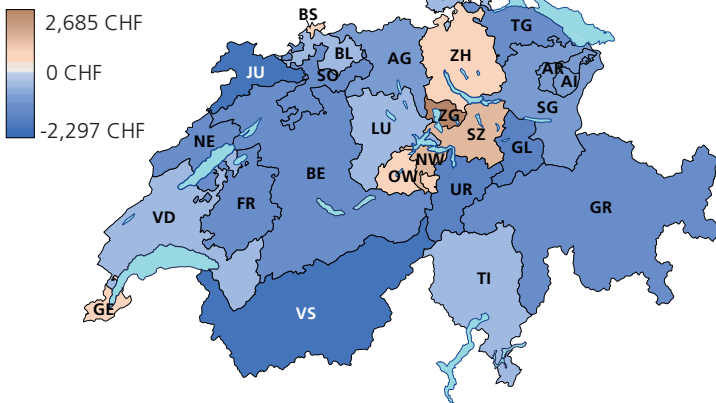 2,685 CHF
0 CHF
-2,297 CHF
BS
TG
BL
AG
ZH
JU
SO
AR
AI
ZG
SG
LU
SZ
NE
GL
NW
BE
OW
UR
FR
VD
GR
TI
GE
VS